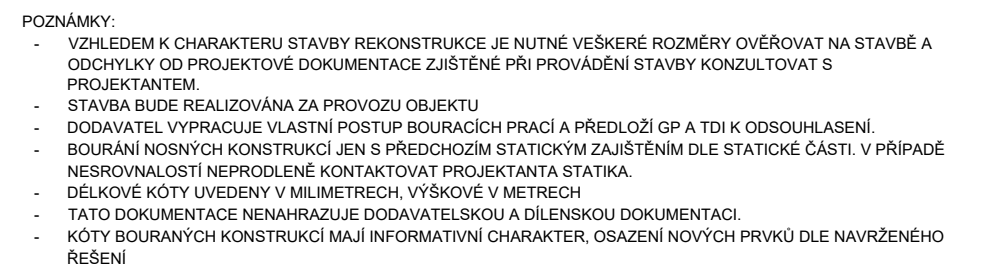 POZNÁMKY:
- VZHLEDEM K CHARAKTERU STAVBY REKONSTRUKCE JE NUTNÉ VEŠKERÉ ROZMĚRY OVĚŘOVAT NA STAVBĚ A
ODCHYLKY OD PROJEKTOVÉ DOKUMENTACE ZJIŠTĚNÉ PŘI PROVÁDĚNÍ STAVBY KONZULTOVAT S
PROJEKTANTEM.
- STAVBA BUDE REALIZOVÁNA ZA PROVOZU OBJEKTU
- DODAVATEL VYPRACUJE VLASTNÍ POSTUP BOURACÍCH PRACÍ A PŘEDLOŽÍ GP A TDI K ODSOUHLASENÍ.
- BOURÁNÍ NOSNÝCH KONSTRUKCÍ JEN S PŘEDCHOZÍM STATICKÝM ZAJIŠTĚNÍM DLE STATICKÉ ČÁSTI. V PŘÍPADĚ
NESROVNALOSTÍ NEPRODLENĚ KONTAKTOVAT PROJEKTANTA STATIKA.
- DÉLKOVÉ KÓTY UVEDENY V MILIMETRECH, VÝŠKOVÉ V METRECH
- TATO DOKUMENTACE NENAHRAZUJE DODAVATELSKOU A DÍLENSKOU DOKUMENTACI.
- KÓTY BOURANÝCH KONSTRUKCÍ MAJÍ INFORMATIVNÍ CHARAKTER, OSAZENÍ NOVÝCH PRVKŮ DLE NAVRŽENÉHO
ŘEŠENÍ